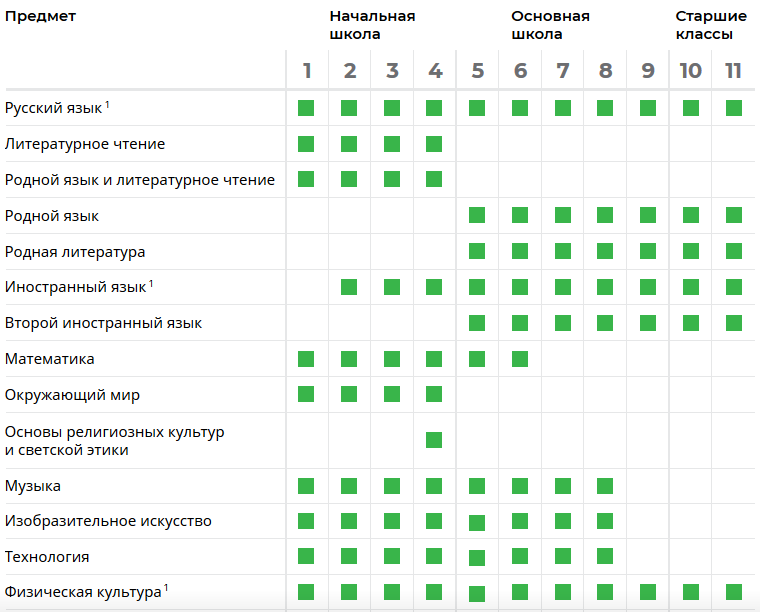 Предмет
Начальная
школа
Основная
школа
Старшие
классы
1 2 3 4 5 6 7 8 9 10 11
Русский язык 1
Литературное чтение
Родной язык и литературное чтение
Родной язык
Родная литература
Иностранный язык 1
Второй иностранный язык
Математика
Окружающий мир
Основы религиозных культур
и светской этики
Музыка
Изобразительное искусство
Технология
Физическая культура 1